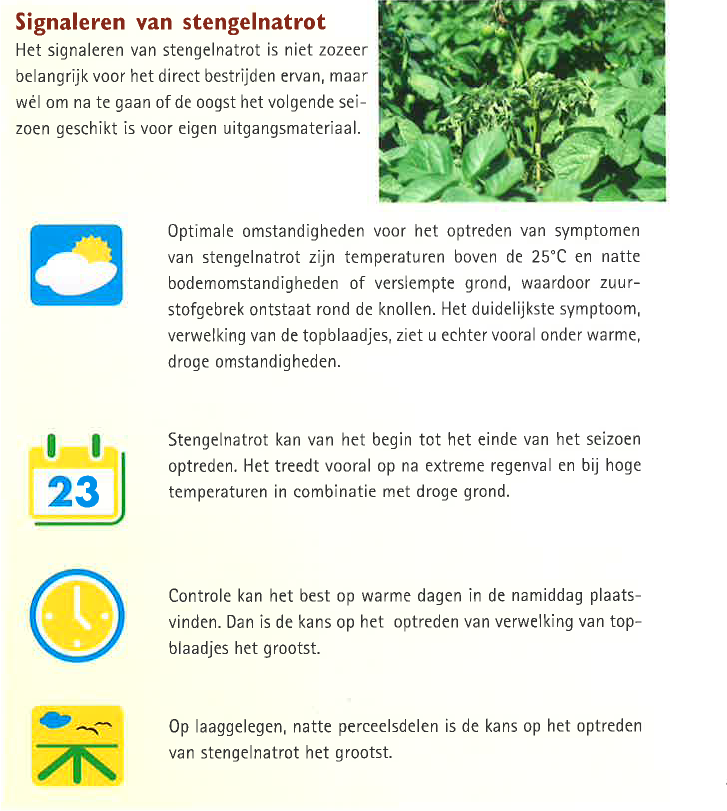 Signaleren van stengelnatrot
Het signaleren van stengelnatrot is niet zozeer
belangrijk voor het direct bestrijden ervan, maar
wél om na te gaan of de oogst het volgende sei-
zoen geschikt is voor eigen uitgangsmateriaal.
Optimale omstandigheden voor het optreden van symptomen
van stengelnatrot zijn temperaturen boven de 25°C en natte
bodemomstandigheden of verslempte grond, waardoor zuur-
stofgebrek ontstaat rond de knollen. Het duidelijkste symptoom,
verwelking van de topblaadjes, ziet u echter vooral onder warme,
droge omstandigheden.
23
Stengelnatrot kan van het begin tot het einde van het seizoen
optreden. Het treedt vooral op na extreme regenval en bij hoge
temperaturen in combinatie met droge grond.
Controle kan het best op warme dagen in de namiddag plaats-
vinden. Dan is de kans op het optreden van verwelking van top-
blaadjes het grootst.
Op laaggelegen, natte perceelsdelen is de kans op het optreden
van stengelnatrot het grootst.